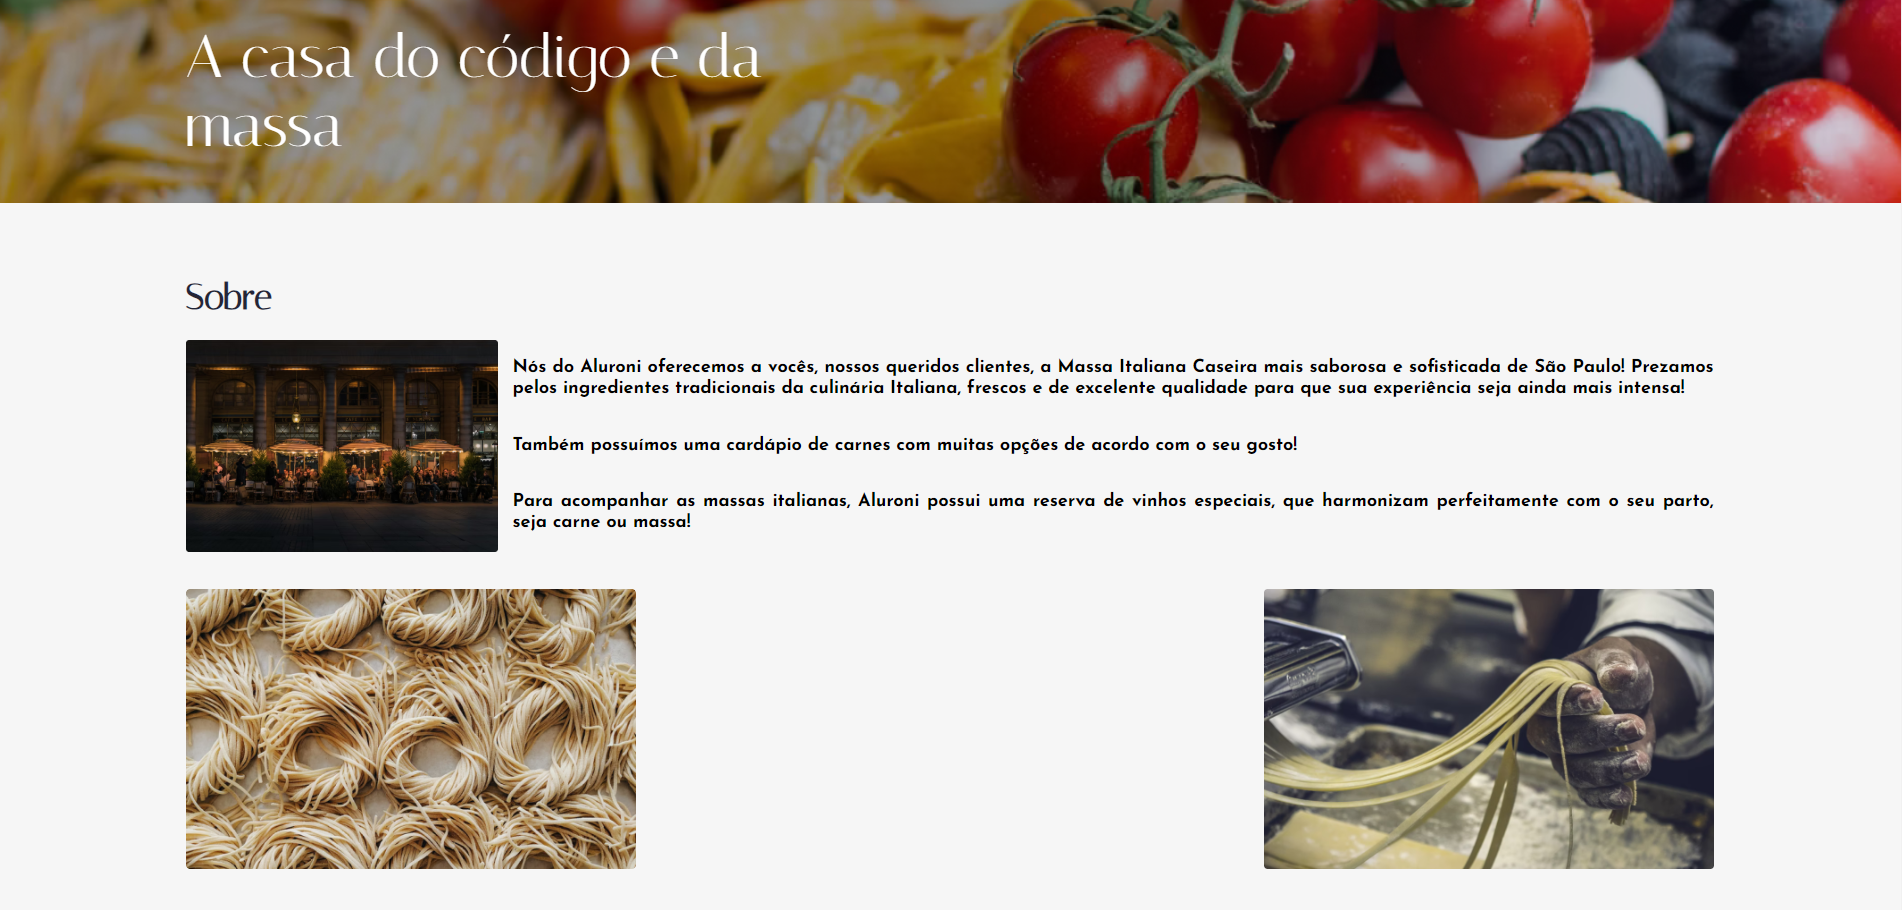 A casa do código e da
massa
Sobre
Nós do Aluroni oferecemos a vocês, nossos queridos clientes, a Massa Italiana Caseira mais saborosa e sofisticada de São Paulo! Prezamos
pelos ingredientes tradicionais da culinária Italiana, frescos e de excelente qualidade para que sua experiência seja ainda mais intensa!
Também possuímos uma cardápio de carnes com muitas opções de acordo com o seu gosto!
Para acompanhar as massas italianas, Aluroni possui uma reserva de vinhos especiais, que harmonizam perfeitamente com o seu parto,
seja carne ou massa!